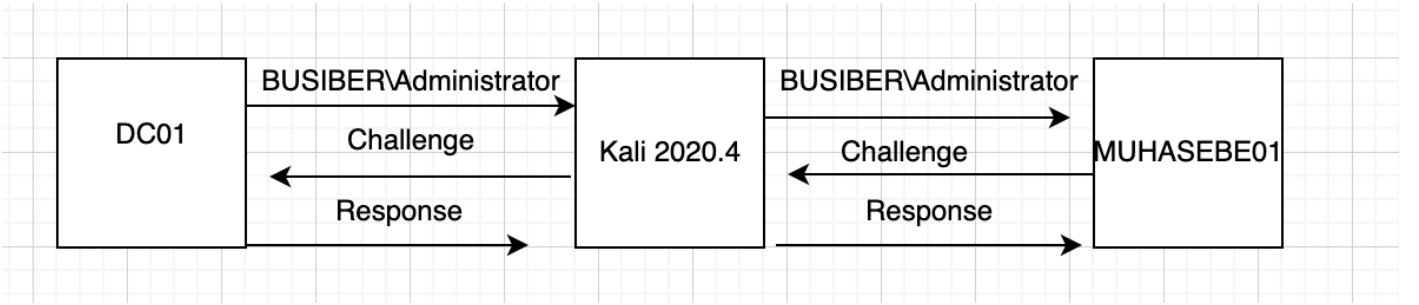 BUSIBER\Administrator
BUSIBER\Administrator
DC01
Challenge
Kali 2020.4
Challenge
MUHASEBE01
Response
Response